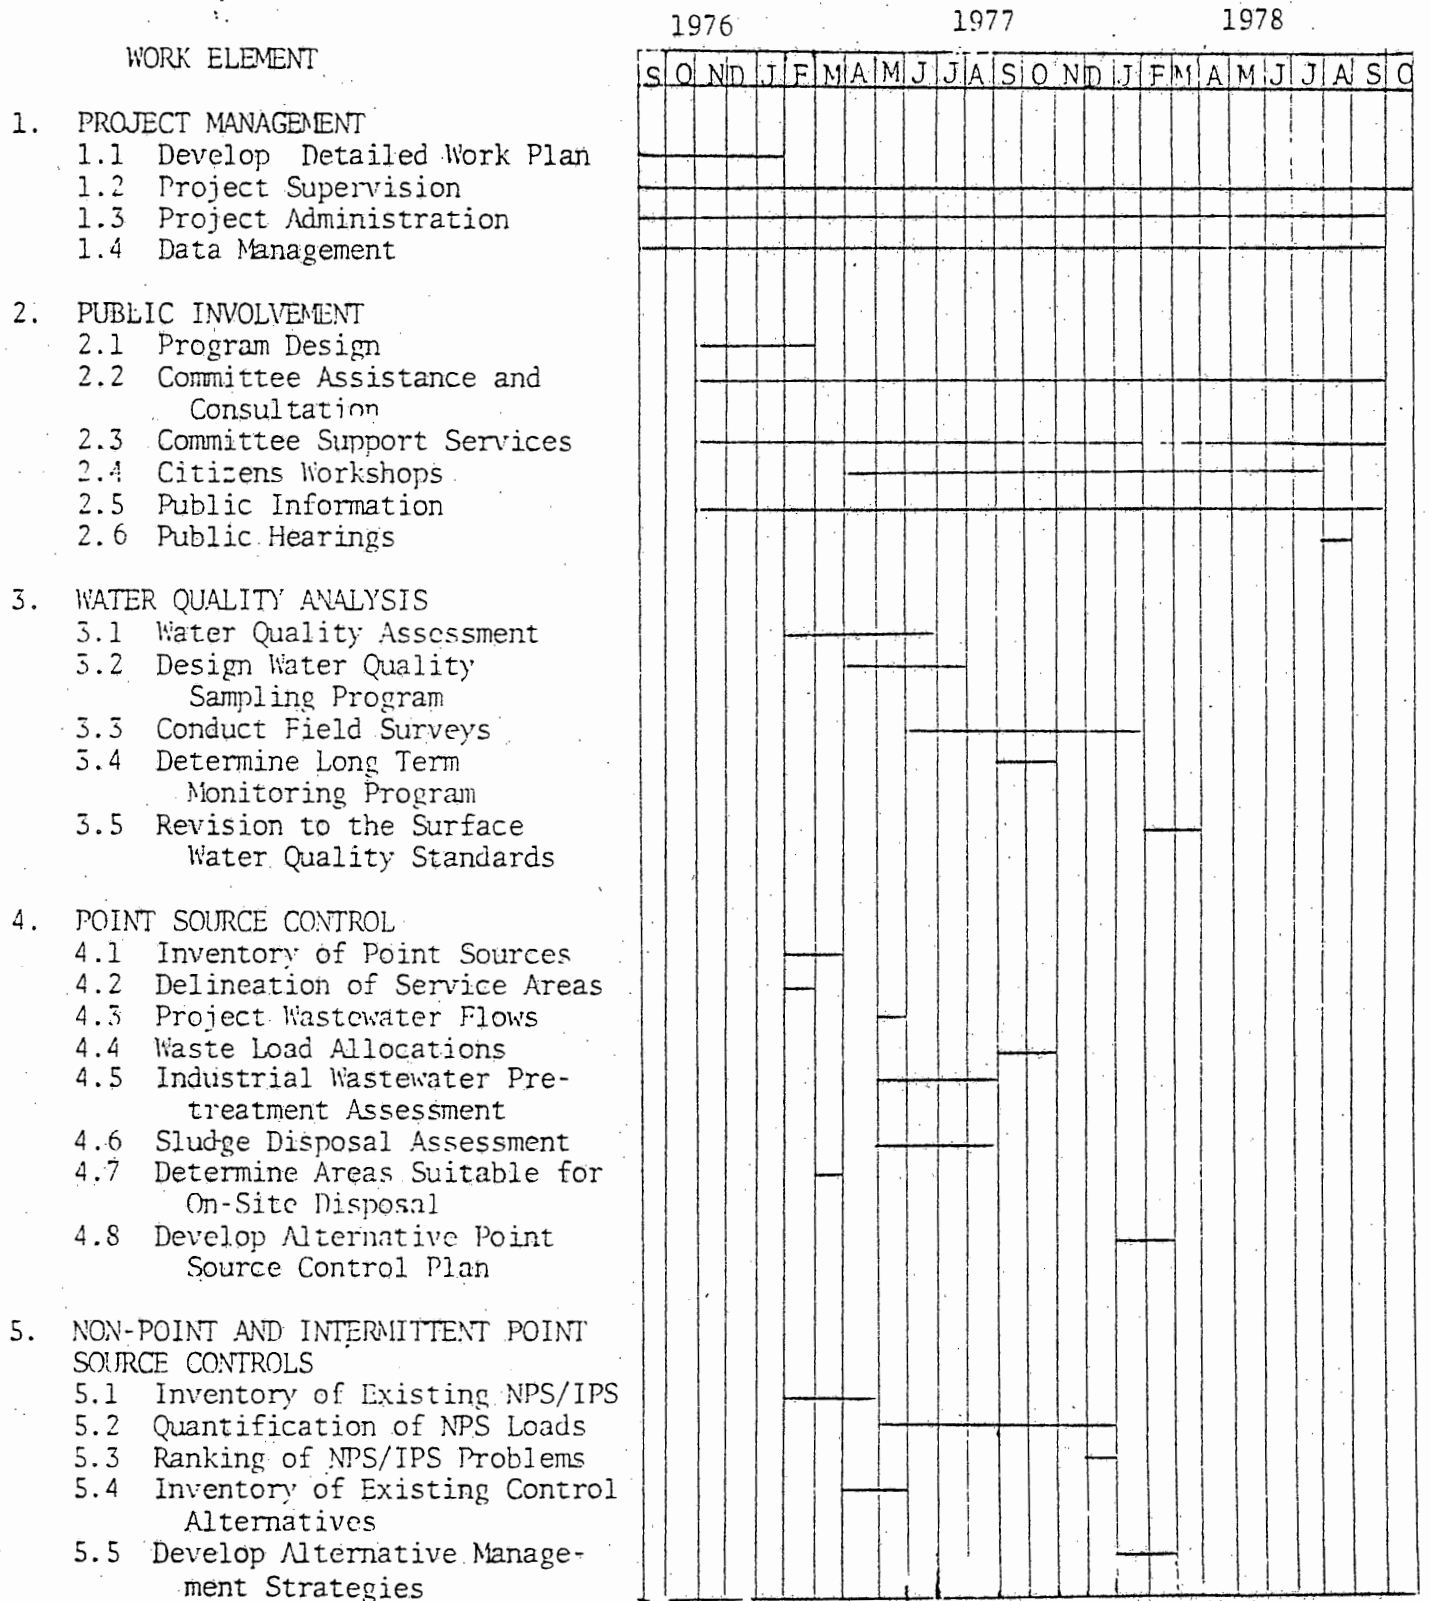 1976 1977 1978
WORK ELEMENT
S O N D J F M A M J J A S O N D J F M A M J J A S O
1. PROJECT MANAGEMENT
1.1 Develop Detailed Work Plan
1.2 Project Supervision
1.3 Project Administration
1.4 Data Management
2. PUBLIC INVOLVEMENT
2.1 Program Design
2.2 Committee Assistance and
Consultation
2.3 Committee Support Services
2.4 Citizens Workshops
2.5 Public Information
2.6 Public Hearings
3. WATER QUALITY ANALYSIS
3.1 Water Quality Assessment
3.2 Design Water Quality
Sampling Program
3.3 Conduct Field Surveys
3.4 Determine Long Term
Monitoring Program
3.5 Revision to the Surface
Water Quality Standards
4. POINT SOURCE CONTROL
4.1 Inventory of Point Sources
4.2 Delineation of Service Areas
4.3 Project Wastewater Flows
4.4 Waste Load Allocations
4.5 Industrial Wastewater Pre-
treatment Assessment
4.6 Sludge Disposal Assessment
4.7 Determine Areas Suitable for
On-Site Disposal
4.8 Develop Alternative Point
Source Control Plan
5. NON-POINT AND INTERMITTENT POINT
SOURCE CONTROLS
5.1 Inventory of Existing NPS/IPS
5.2 Quantification of NPS Loads
5.3 Ranking of NPS/IPS Problems
5.4 Inventory of Existing Control
Alternatives
5.5 Develop Alternative Manage-
ment Strategies